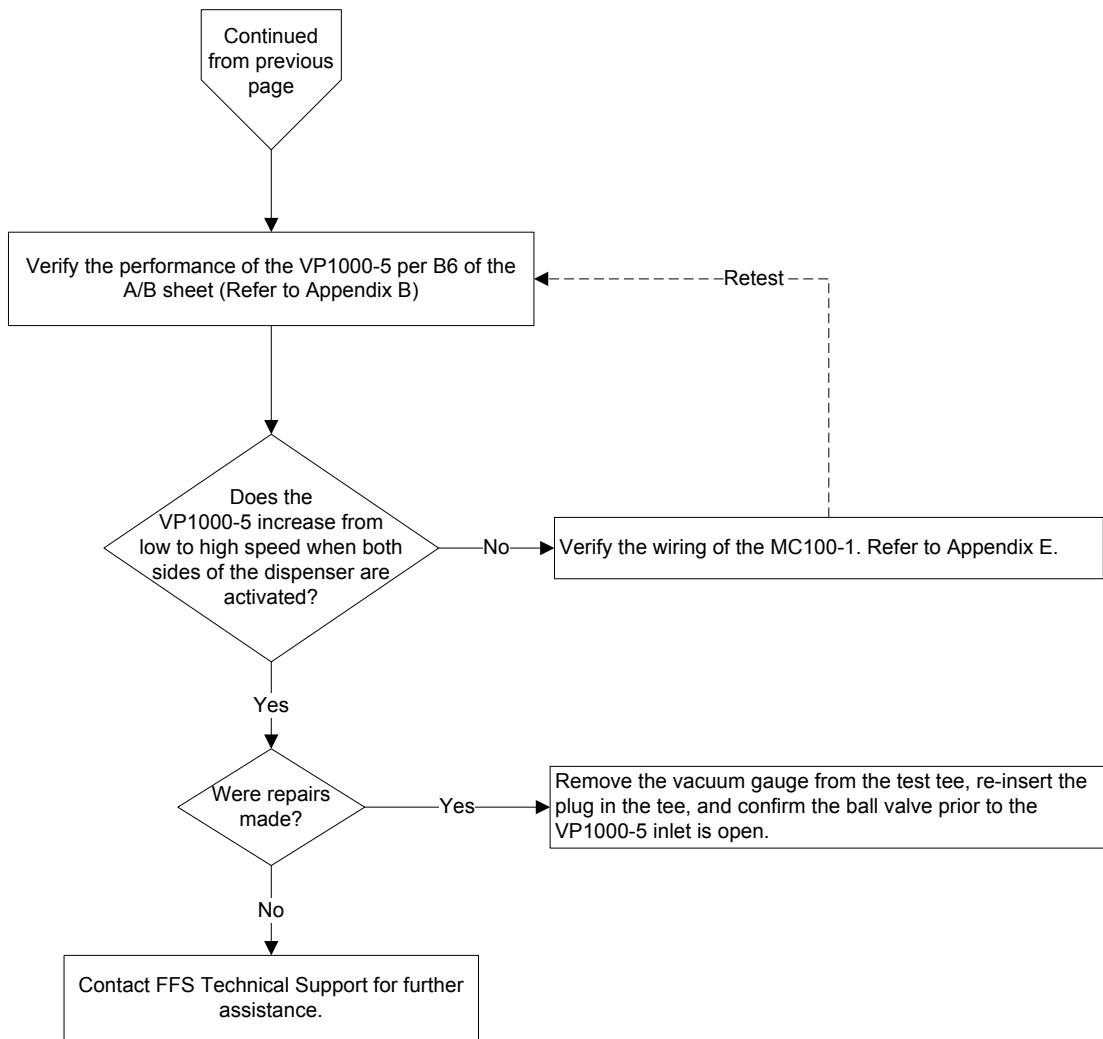 Continued
from previous
page
Verify the performance of the VP1000-5 per B6 of the
A/B sheet (Refer to Appendix B)
Retest
Does the
VP1000-5 increase from
low to high speed when both
sides of the dispenser are
activated?
No
Verify the wiring of the MC100-1. Refer to Appendix E.
Yes
Were repairs
made?
Yes
Remove the vacuum gauge from the test tee, re-insert the
plug in the tee, and confirm the ball valve prior to the
VP1000-5 inlet is open.
No
Contact FFS Technical Support for further
assistance.